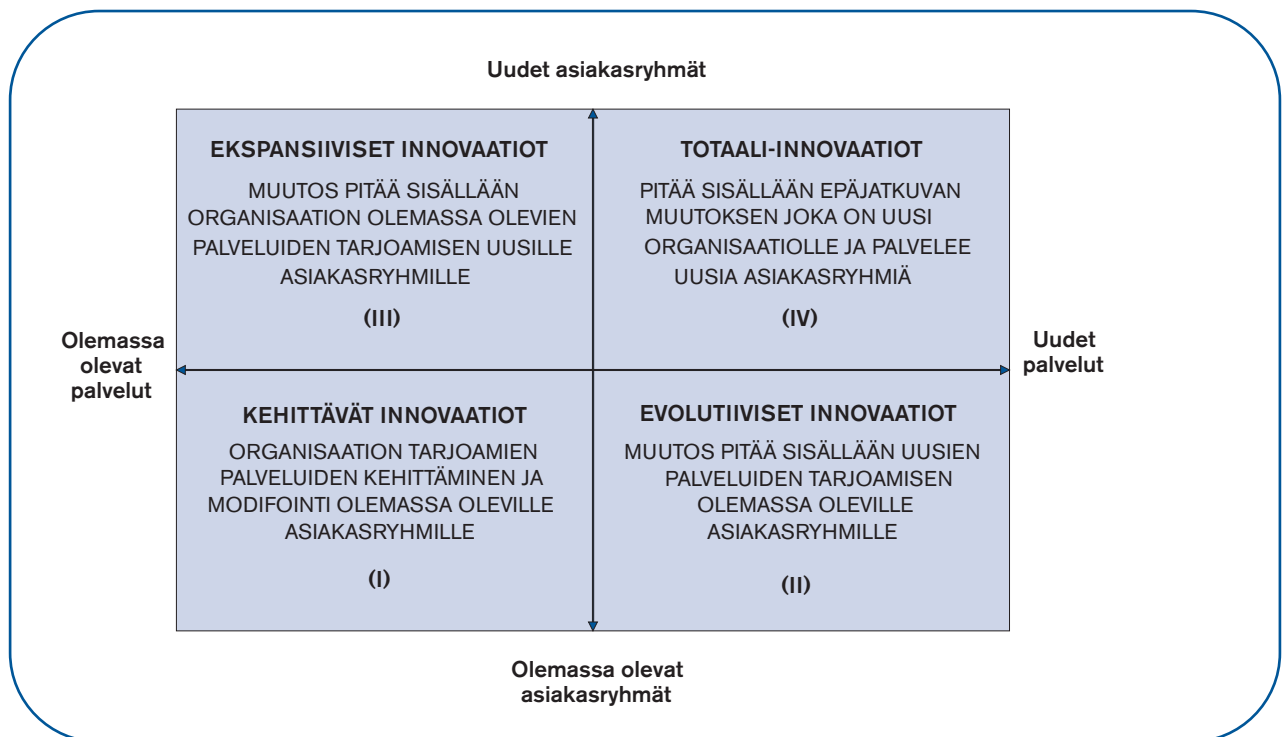 Uudet asiakasryhmät
EKSPANSIIVISET INNOVAATIOT
MUUTOS PITÄÄ SISÄLLÄÄN
ORGANISAATION OLEMASSA OLEVIEN
PALVELUIDEN TARJOAMISEN UUSILLE
ASIAKASRYHMILLE
(III)
TOTAALI-INNOVAATIOT
PITÄÄ SISÄLLÄÄN EPÄJATKUVAN
MUUTOKSEN JOKA ON UUSI
ORGANISAATIOLLE JA PALVELEE
UUSIA ASIAKASRYHMIÄ
(IV)
Olemassa
olevat
palvelut
Uudet
palvelut
KEHITTÄVÄT INNOVAATIOT
ORGANISAATION TARJOAMIEN
PALVELUIDEN KEHITTÄMINEN JA
MODIFOINTI OLEMASSA OLEVILLE
ASIAKASRYHMILLE
(I)
EVOLUTIIVISET INNOVAATIOT
MUUTOS PITÄÄ SISÄLLÄÄN UUSIEN
PALVELUIDEN TARJOAMISEN
OLEMASSA OLEVILLE
ASIAKASRYHMILLE
(II)
Olemassa olevat
asiakasryhmät